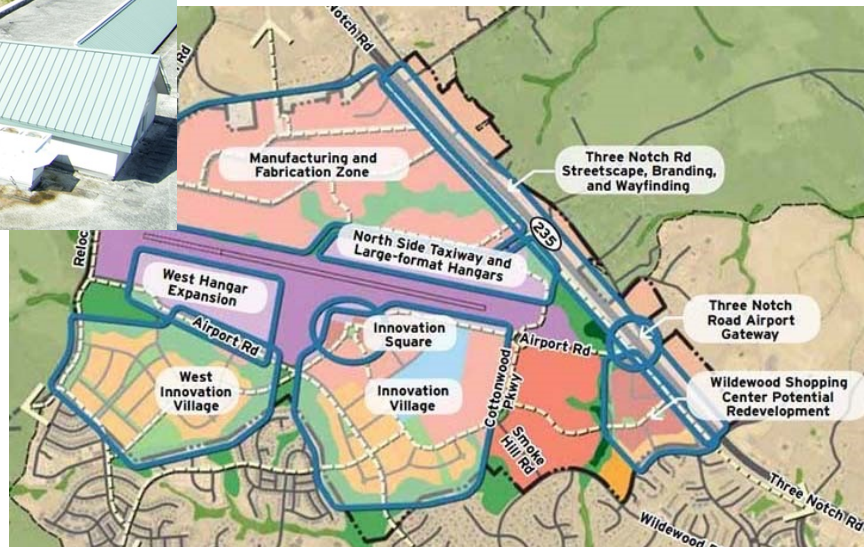 Notch Rd
Rd
Manufacturing and
Fabrication Zone
Three Notch Rd
Streetscape, Branding,
and Wayfinding
235
North Side Taxiway and
Large-format Hangars
West Hangar
Expansion
Airport Rd
Innovation
Square
Airport Rd
Three Notch
Road Airport
Gateway
West
Innovation
Village
Innovation
Village
Cottonwood
Pkwy
Wildewood Shopping
Center Potential
Redevelopment
Smoke
Hill Rd
Three Notch Rd
Wildewood